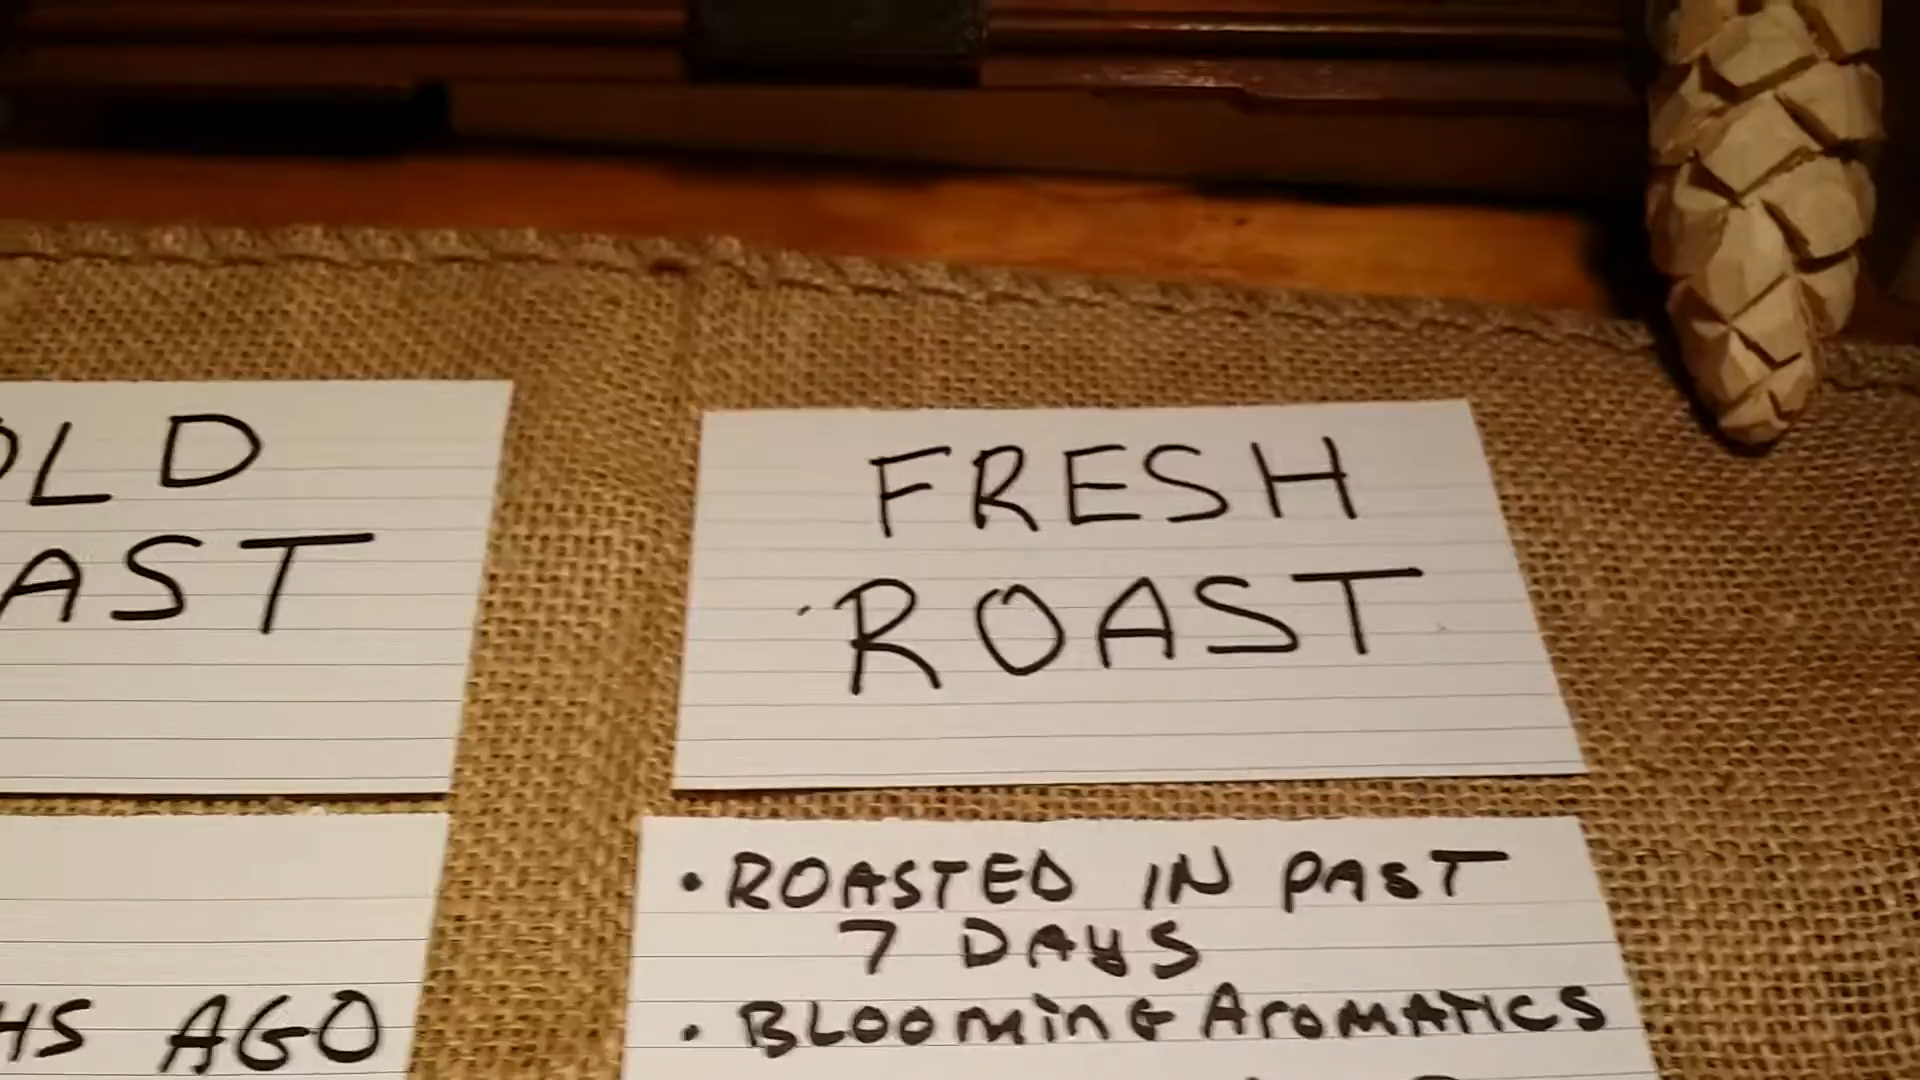 OLD
AST
HS AGO
FRESH
ROAST
• ROASTED IN PAST
7 DAYS
• BLOOMING AROMATICS